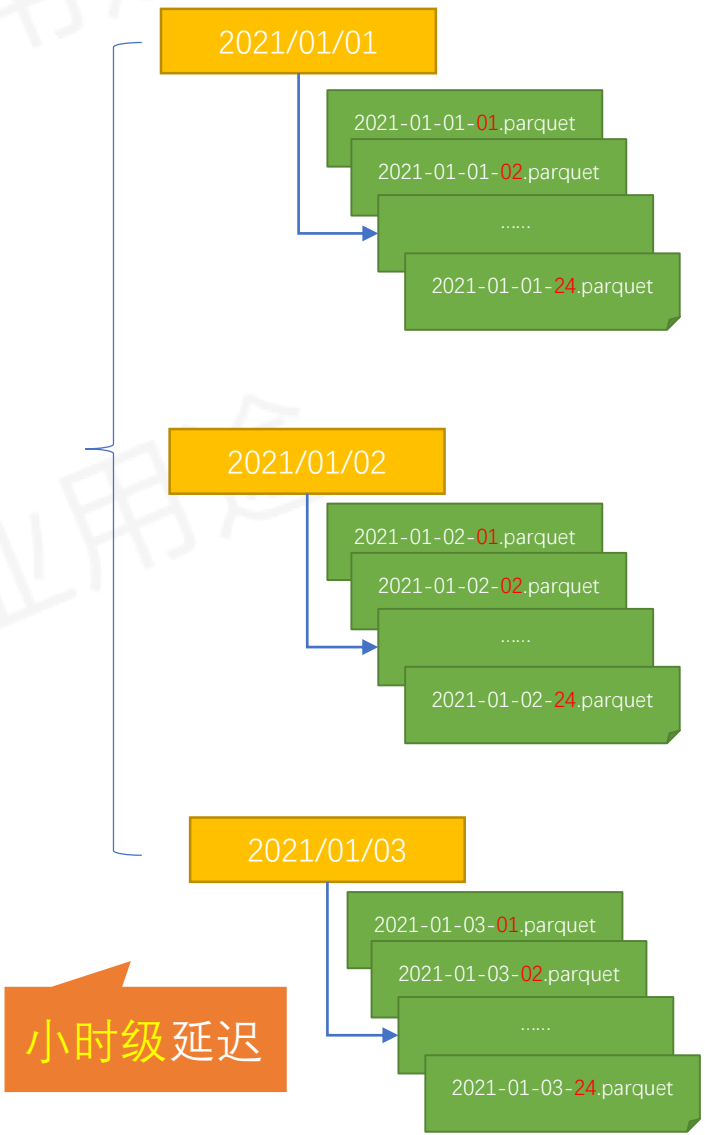 2021/01/01
2021-01-01-01.parquet
2021-01-01-02.parquet
......
2021-01-01-24.parquet
业用途
2021/01/02
2021-01-02-01.parquet
2021-01-02-02.parquet
......
2021-01-02-24.parquet
2021/01/03
2021-01-03-01.parquet
2021-01-03-02.parquet
......
2021-01-03-24.parquet
小时级延迟